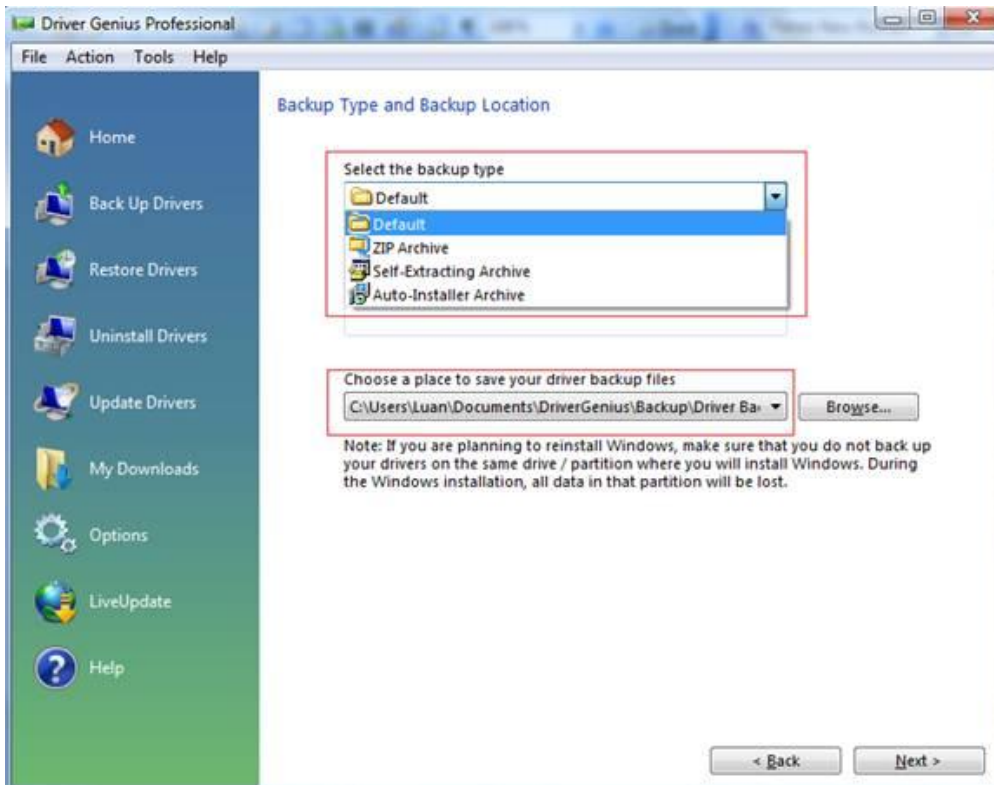 Driver Genius Professional
File Action Tools Help
Home
Back Up Drivers
Restore Drivers
Uninstall Drivers
Update Drivers
My Downloads
Options
LiveUpdate
Help
Backup Type and Backup Location
Select the backup type
Default
Default
ZIP Archive
Self-Extracting Archive
Auto-Installer Archive
Choose a place to save your driver backup files
C:\Users\Luan\Documents\DriverGenius\Backup\Driver Ba
Browse...
Note: If you are planning to reinstall Windows, make sure that you do not back up
your drivers on the same drive / partition where you will install Windows. During
the Windows installation, all data in that partition will be lost.
< Back
Next >